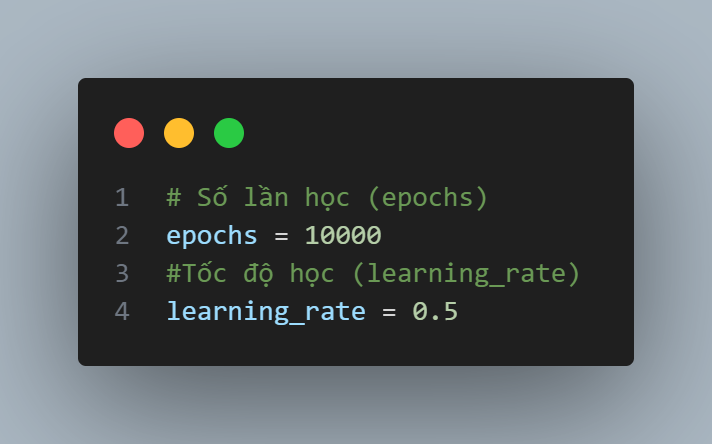 1 # Số lần học (epochs)
2 epochs = 10000
3 #Tốc độ học (learning_rate)
4 learning_rate = 0.5